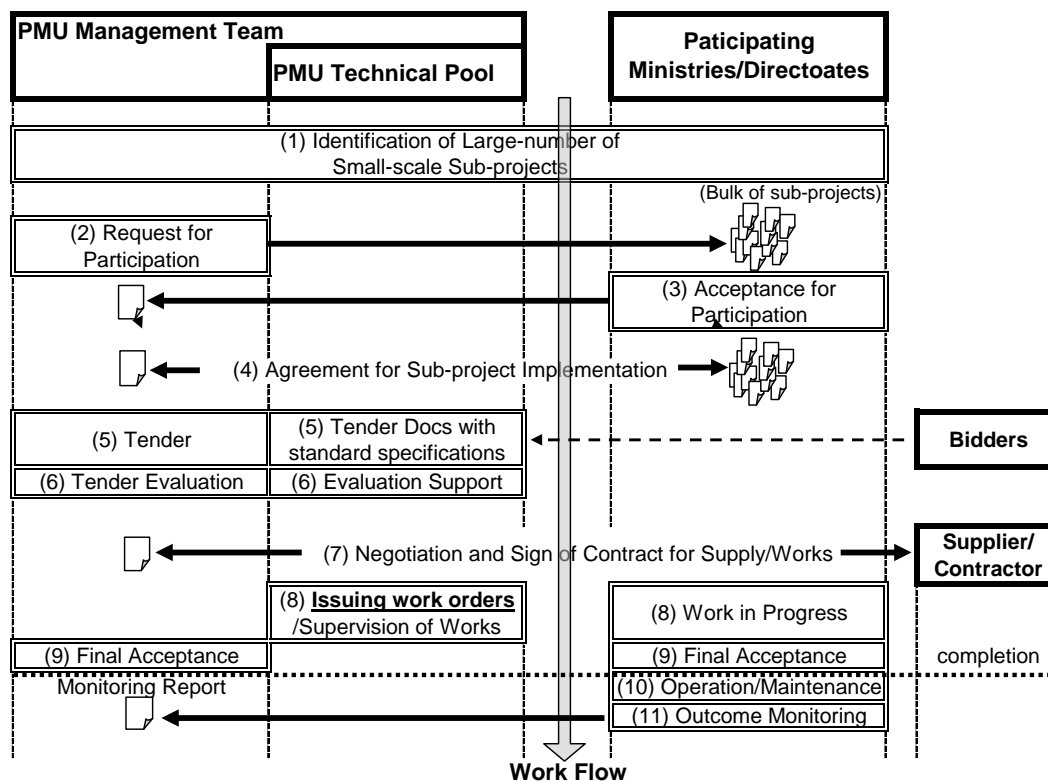 PMU Management Team
PMU Technical Pool
Paticipating
Ministries/Directoates
(1) Identification of Large-number of
Small-scale Sub-projects
(Bulk of sub-projects)
(2) Request for
Participation
(3) Acceptance for
Participation
(4) Agreement for Sub-project Implementation
(5) Tender
(5) Tender Docs with
standard specifications
Bidders
(6) Tender Evaluation
(6) Evaluation Support
(7) Negotiation and Sign of Contract for Supply/Works
Supplier/
Contractor
(8) Issuing work orders
/Supervision of Works
(8) Work in Progress
(9) Final Acceptance
(9) Final Acceptance
completion
Monitoring Report
(10) Operation/Maintenance
(11) Outcome Monitoring
Work Flow